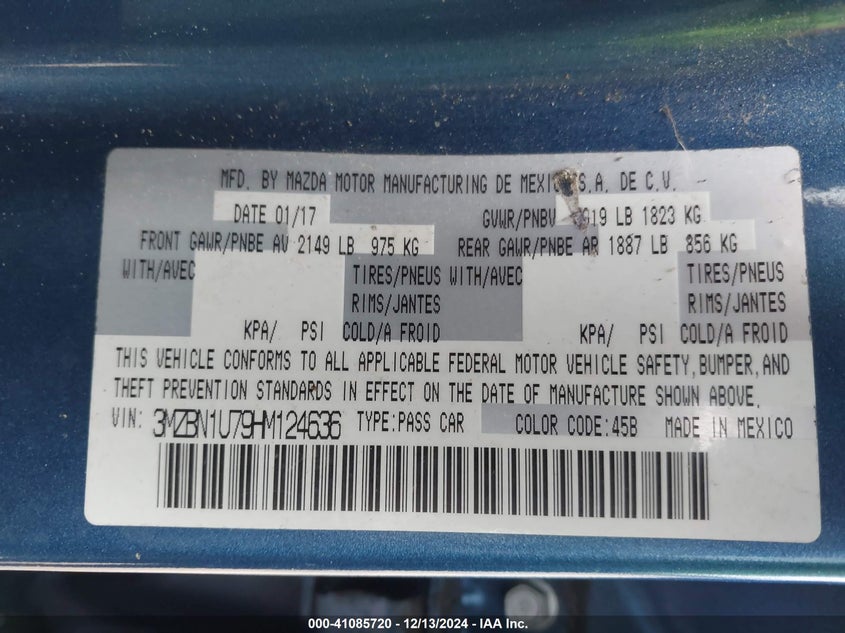 MFD. BY MAZDA MOTOR MANUFACTURING DE MEXICO S.A. DE C.V.
DATE 01/17 GVWR/PNBV 919 LB 1823 KG
FRONT GAWR/PNBE AV 2149 LB 975 KG REAR GAWR/PNBE AR 1887 LB 856 KG
WITH/AVEC TIRES/PNEUS WITH/AVEC TIRES/PNEUS
RIMS/JANTES RIMS/JANTES
KPA/ PSI COLD/A FROID KPA/ PSI COLD/A FROID
THIS VEHICLE CONFORMS TO ALL APPLICABLE FEDERAL MOTOR VEHICLE SAFETY, BUMPER, AND
THEFT PREVENTION STANDARDS IN EFFECT ON THE DATE OF MANUFACTURE SHOWN ABOVE.
VIN: 3MZBN1U79HM124636 TYPE:PASS CAR COLOR CODE:45B MADE IN MEXICO
000-41085720 - 12/13/2024 - IAA Inc.